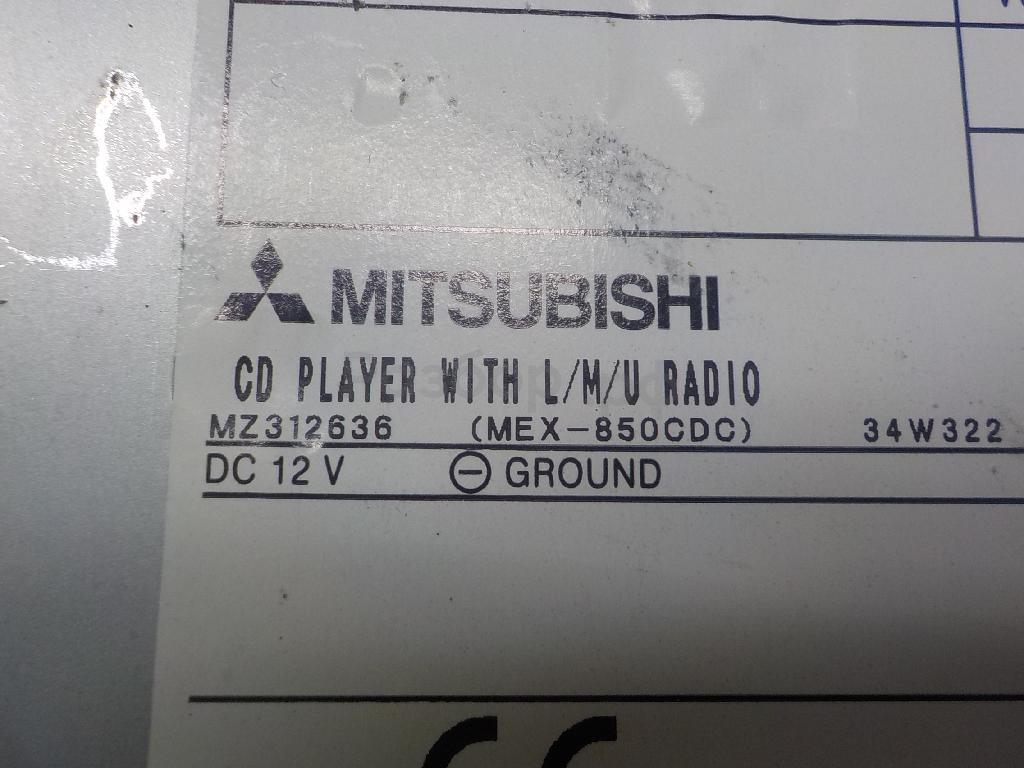 MITSUBISHI
CD PLAYER WITH L/M/U RADIO
MZ312636 (MEX-850CDC) 34W322
DC 12 V ⊖ GROUND